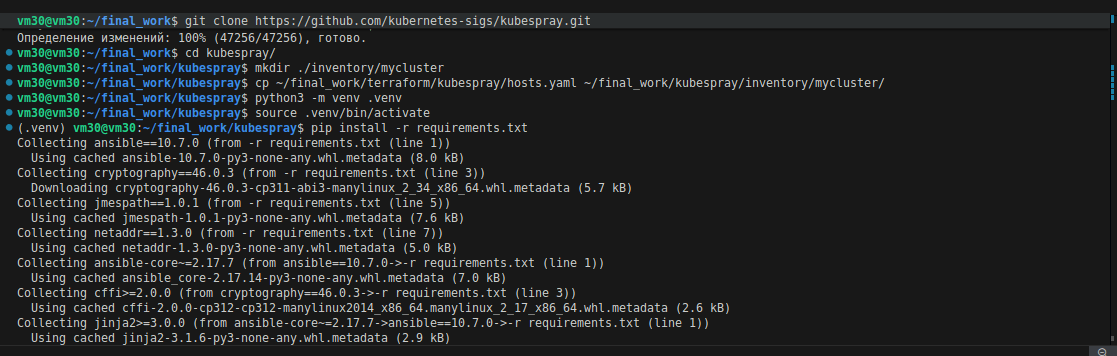 vm30@vm30:~/final_work$ git clone https://github.com/kubernetes-sigs/kubespray.git
Определение изменений: 100% (47256/47256), готово.
vm30@vm30:~/final_work$ cd kubespray/
vm30@vm30:~/final_work/kubespray$ mkdir ./inventory/mycluster
vm30@vm30:~/final_work/kubespray$ cp ~/final_work/terraform/kubespray/hosts.yaml ~/final_work/kubespray/inventory/mycluster/
vm30@vm30:~/final_work/kubespray$ python3 -m venv .venv
vm30@vm30:~/final_work/kubespray$ source .venv/bin/activate
(.venv) vm30@vm30:~/final_work/kubespray$ pip install -r requirements.txt
Collecting ansible==10.7.0 (from -r requirements.txt (line 1))
  Using cached ansible-10.7.0-py3-none-any.whl.metadata (8.0 kB)
Collecting cryptography==46.0.3 (from -r requirements.txt (line 3))
  Downloading cryptography-46.0.3-cp311-abi3-manylinux_2_34_x86_64.whl.metadata (5.7 kB)
Collecting jmespath==1.0.1 (from -r requirements.txt (line 5))
  Using cached jmespath-1.0.1-py3-none-any.whl.metadata (7.6 kB)
Collecting netaddr==1.3.0 (from -r requirements.txt (line 7))
  Using cached netaddr-1.3.0-py3-none-any.whl.metadata (5.0 kB)
Collecting ansible-core~=2.17.7 (from ansible==10.7.0->-r requirements.txt (line 1))
  Using cached ansible_core-2.17.14-py3-none-any.whl.metadata (7.0 kB)
Collecting cffi>=2.0.0 (from cryptography==46.0.3->-r requirements.txt (line 3))
  Using cached cffi-2.0.0-cp312-cp312-manylinux2014_x86_64.manylinux_2_17_x86_64.whl.metadata (2.6 kB)
Collecting jinja2>=3.0.0 (from ansible-core~=2.17.7->ansible==10.7.0->-r requirements.txt (line 1))
  Using cached jinja2-3.1.6-py3-none-any.whl.metadata (2.9 kB)